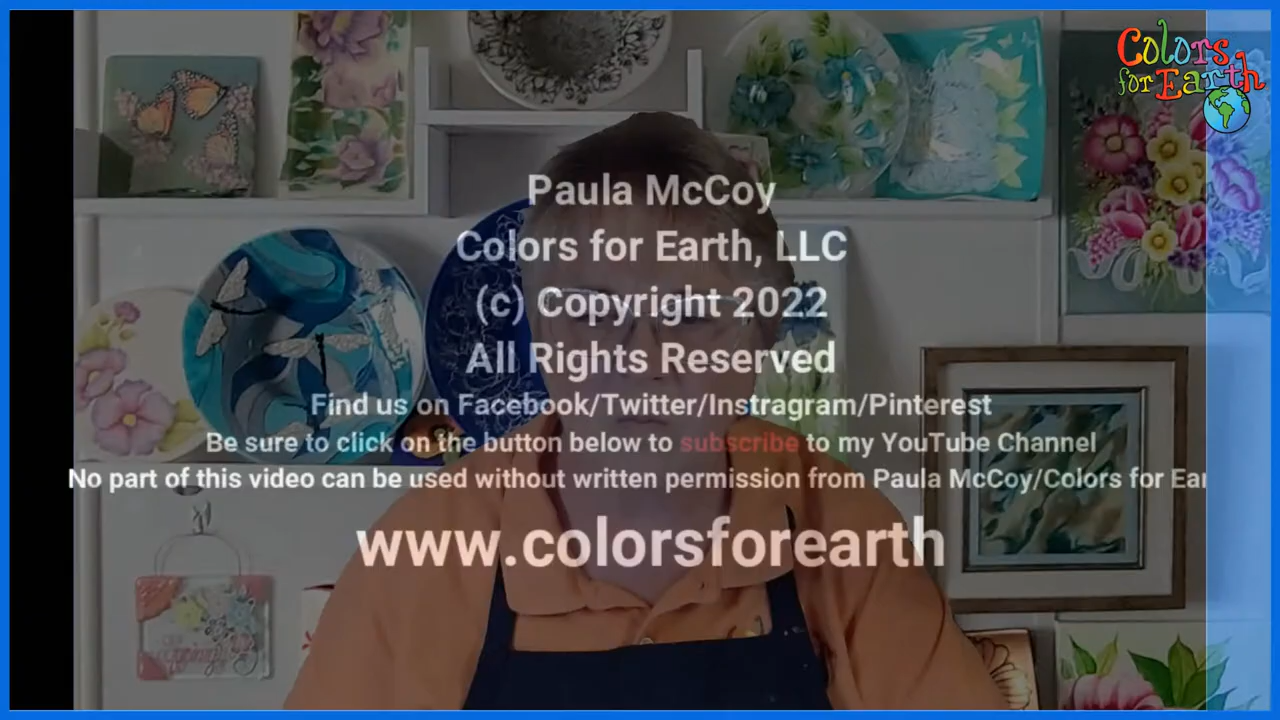 Colors
for Earth
Paula McCoy
Colors for Earth, LLC
(c) Copyright 2022
All Rights Reserved
Find us on Facebook/Twitter/Instragram/Pinterest
Be sure to click on the button below to subscribe to my YouTube Channel
No part of this video can be used without written permission from Paula McCoy/Colors for Ear
www.colorsforearth